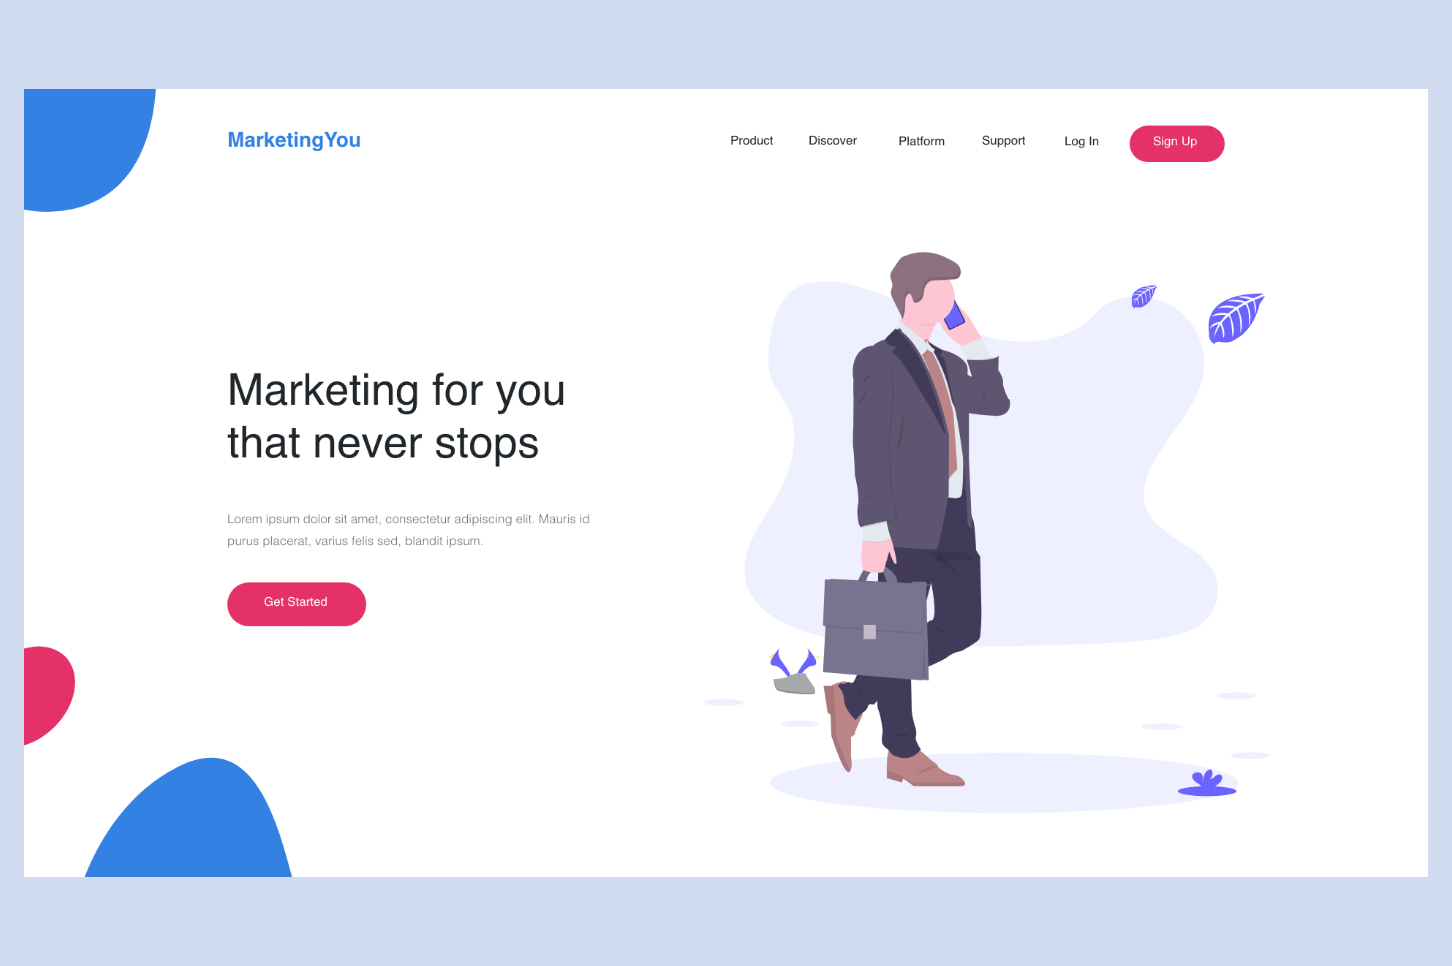 MarketingYou
Product
Discover
Platform
Support
Log In
Sign Up
Marketing for you
that never stops
Lorem ipsum dolor sit amet, consectetur adipiscing elit. Mauris id
purus placerat, varius felis sed, blandit ipsum.
Get Started